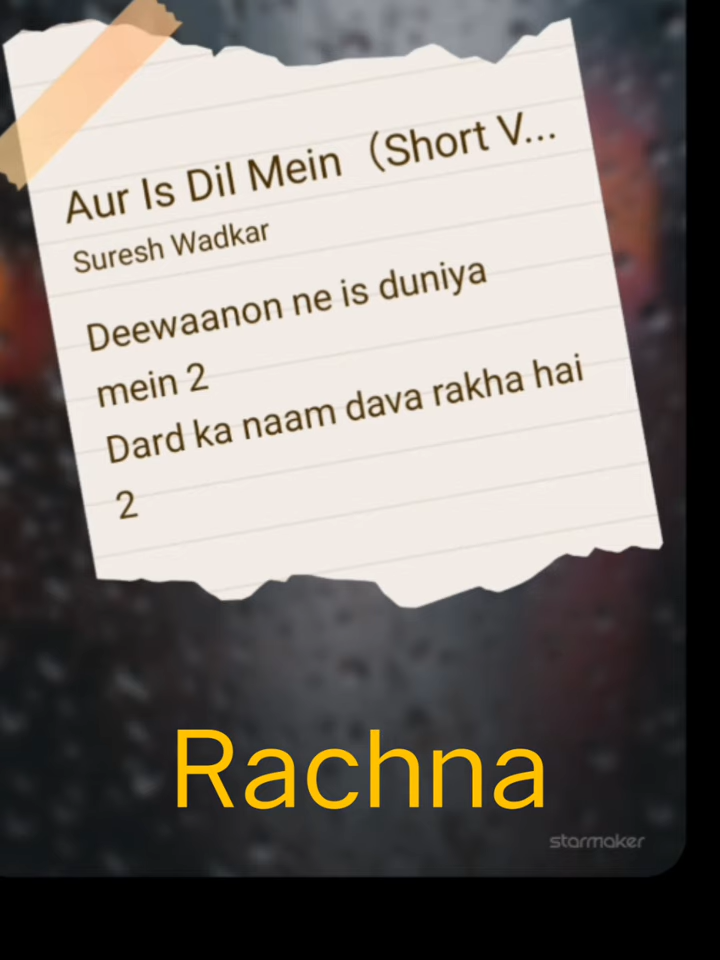 Aur Is Dil Mein（Short V...
Suresh Wadkar
Deewaanon ne is duniya
mein 2
Dard ka naam dava rakha hai
2
Rachna
starmaker